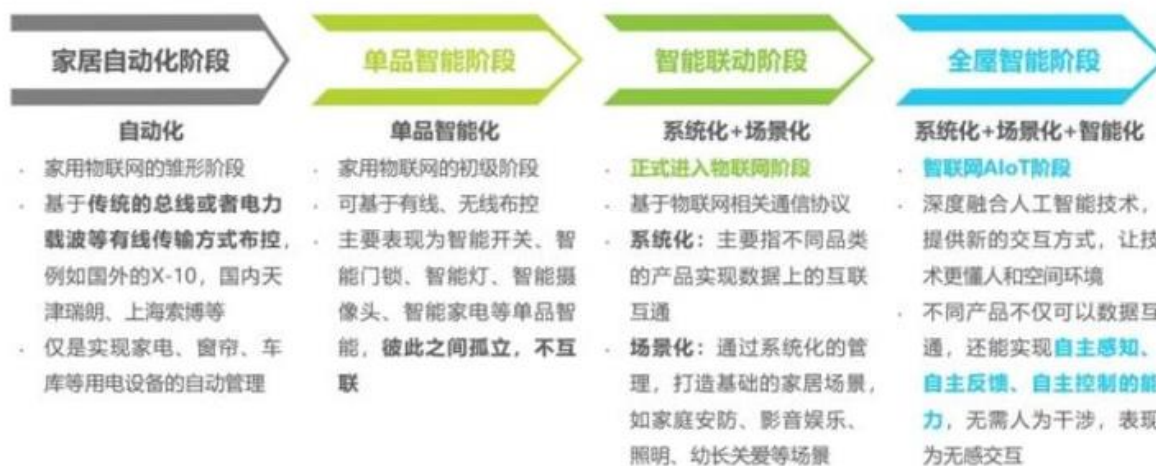 家居自动化阶段
自动化
· 家用物联网的雏形阶段
· 基于传统的总线或者电力
载波等有线传输方式布控，
例如国外的X-10，国内天
津瑞朗、上海索博等
· 仅是实现家电、窗帘、车
库等用电设备的自动管理
单品智能阶段
单品智能化
· 家用物联网的初级阶段
· 可基于有线、无线布控
· 主要表现为智能开关、智
能门锁、智能灯、智能摄
像头、智能家电等单品智
能，彼此之间孤立，不互
联
智能联动阶段
系统化+场景化
· 正式进入物联网阶段
· 基于物联网相关通信协议
· 系统化：主要指不同品类
的产品实现数据上的互联
互通
· 场景化：通过系统化的管
理，打造基础的家居场景，
如家庭安防、影音娱乐、
照明、幼长关爱等场景
全屋智能阶段
系统化+场景化+智能化
· 智联网AIoT阶段
· 深度融合人工智能技术，
提供新的交互方式，让技
术更懂人和空间环境
· 不同产品不仅可以数据互
通，还能实现自主感知、
自主反馈、自主控制的能
力，无需人为干涉，表现
为无感交互